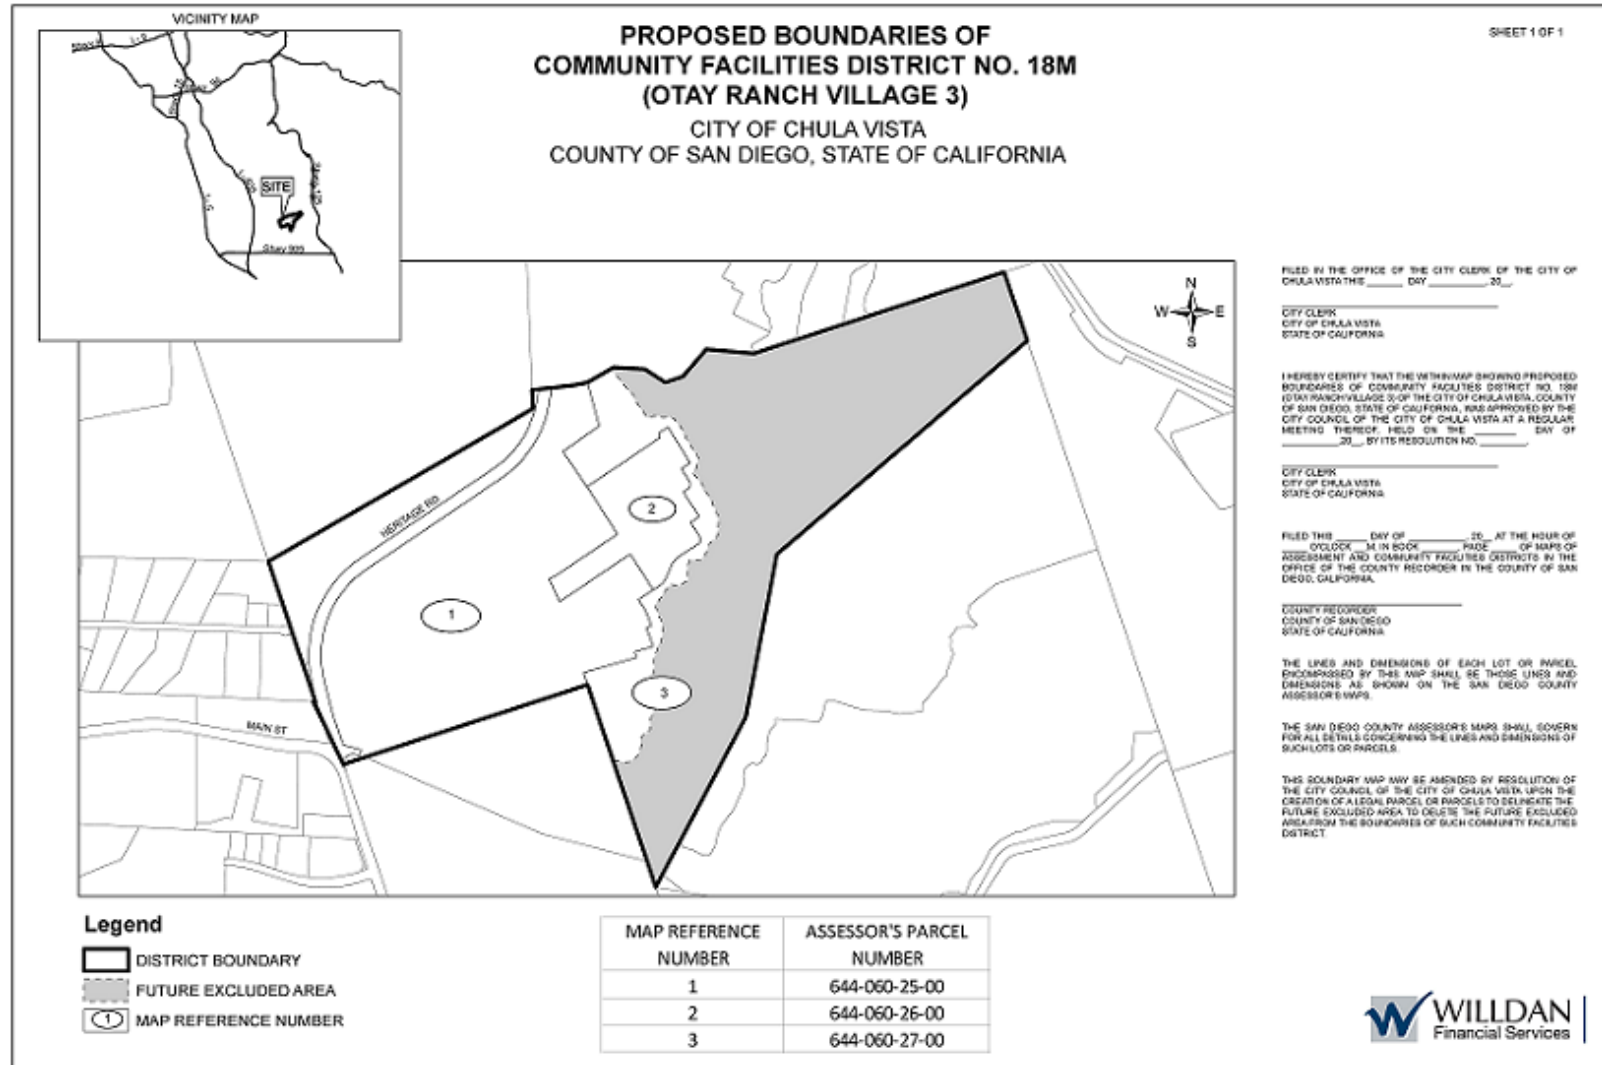 VICINITY MAP
PROPOSED BOUNDARIES OF
COMMUNITY FACILITIES DISTRICT NO. 18M
(OTAY RANCH VILLAGE 3)
CITY OF CHULA VISTA
COUNTY OF SAN DIEGO, STATE OF CALIFORNIA
SHEET 1 OF 1
I - 8
SITE
I - 5
N
W E
S
HERITAGE RD
MAIN ST
1
2
3
FILED IN THE OFFICE OF THE CITY CLERK OF THE CITY OF
CHULA VISTA THIS ______ DAY ________, 20__.
CITY CLERK
CITY OF CHULA VISTA
STATE OF CALIFORNIA
I HEREBY CERTIFY THAT THE WITHIN MAP SHOWING PROPOSED
BOUNDARIES OF COMMUNITY FACILITIES DISTRICT NO. 18M
(OTAY RANCH VILLAGE 3) OF THE CITY OF CHULA VISTA, COUNTY
OF SAN DIEGO, STATE OF CALIFORNIA, WAS APPROVED BY THE
CITY COUNCIL OF THE CITY OF CHULA VISTA AT A REGULAR
MEETING THEREOF, HELD ON THE ______ DAY OF
________, 20__, BY ITS RESOLUTION NO. _______.
CITY CLERK
CITY OF CHULA VISTA
STATE OF CALIFORNIA
FILED THIS _____ DAY OF ________, 20__ AT THE HOUR OF
____ O'CLOCK __M, IN BOOK ______, PAGE ____ OF MAPS OF
ASSESSMENT AND COMMUNITY FACILITIES DISTRICTS IN THE
OFFICE OF THE COUNTY RECORDER IN THE COUNTY OF SAN
DIEGO, CALIFORNIA.
COUNTY RECORDER
COUNTY OF SAN DIEGO
STATE OF CALIFORNIA
THE LINES AND DIMENSIONS OF EACH LOT OR PARCEL
ENCOMPASSED BY THIS MAP SHALL BE THOSE LINES AND
DIMENSIONS AS SHOWN ON THE SAN DIEGO COUNTY
ASSESSOR'S MAPS.
THE SAN DIEGO COUNTY ASSESSOR'S MAPS SHALL GOVERN
FOR ALL DETAILS CONCERNING THE LINES AND DIMENSIONS OF
SUCH LOTS OR PARCELS.
THIS BOUNDARY MAP MAY BE AMENDED BY RESOLUTION OF
THE CITY COUNCIL OF THE CITY OF CHULA VISTA UPON THE
CREATION OF A LEGAL PARCEL OR PARCELS TO DELINEATE THE
FUTURE EXCLUDED AREA TO DELETE THE FUTURE EXCLUDED
AREA FROM THE BOUNDARIES OF SUCH COMMUNITY FACILITIES
DISTRICT.
Legend
DISTRICT BOUNDARY
FUTURE EXCLUDED AREA
1 MAP REFERENCE NUMBER
MAP REFERENCE NUMBER ASSESSOR'S PARCEL NUMBER
1 644-060-25-00
2 644-060-26-00
3 644-060-27-00
WILLDAN
Financial Services